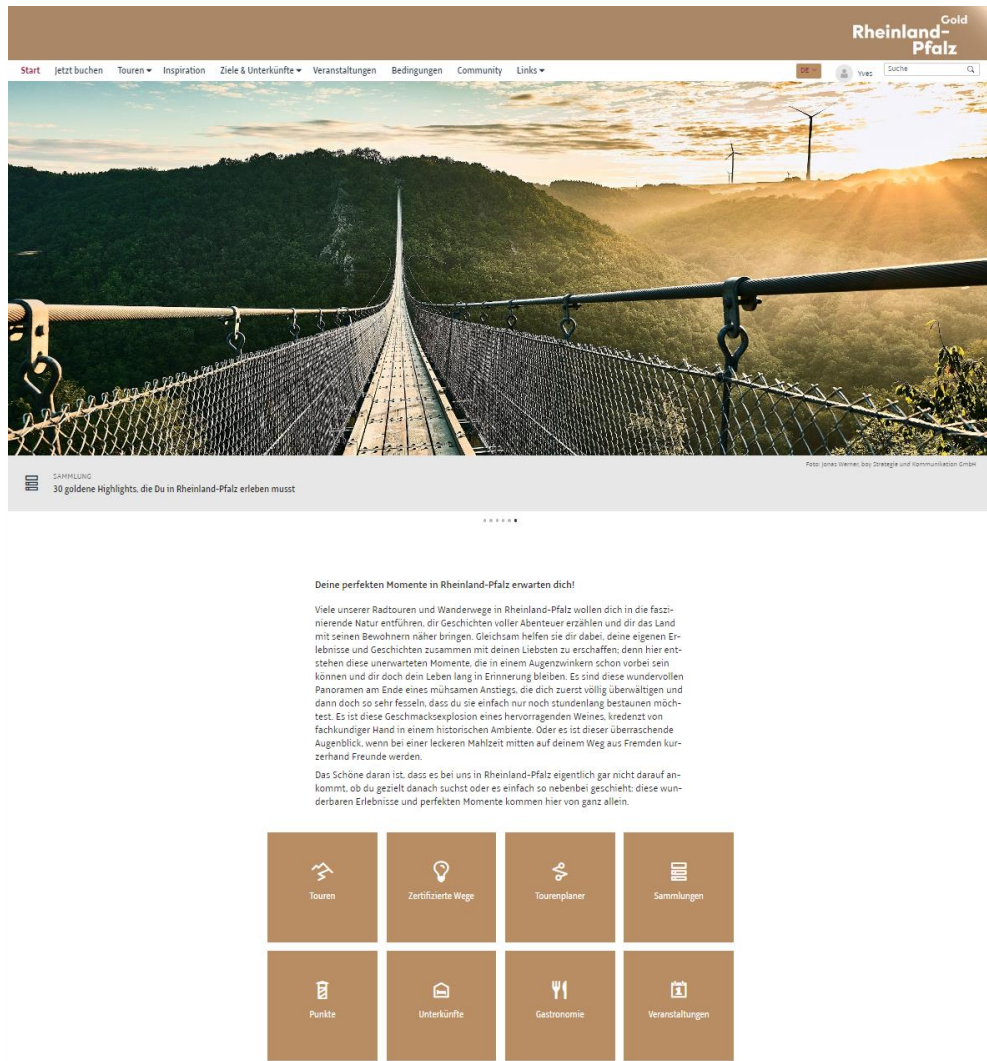 Gold
Rheinland-
Pfalz
Start Jetzt buchen Touren Inspiration Ziele & Unterkünfte Veranstaltungen Bedingungen Community Links DE Yves Suche
Foto: Jonas Werner, boy Strategie und Kommunikation GmbH
SAMMLUNG
30 goldene Highlights, die Du in Rheinland-Pfalz erleben musst
Deine perfekten Momente in Rheinland-Pfalz erwarten dich!
Viele unserer Radtouren und Wanderwege in Rheinland-Pfalz wollen dich in die faszi-
nierende Natur entführen, dir Geschichten voller Abenteuer erzählen und dir das Land
mit seinen Bewohnern näher bringen. Gleichsam helfen sie dir dabei, deine eigenen Er-
lebnisse und Geschichten zusammen mit deinen Liebsten zu erschaffen; denn hier ent-
stehen diese unerwarteten Momente, die in einem Augenzwinkern schon vorbei sein
können und dir doch dein Leben lang in Erinnerung bleiben. Es sind diese wundervollen
Panoramen am Ende eines mühsamen Anstiegs, die dich zuerst völlig überwältigen und
dann doch so sehr fesseln, dass du sie einfach nur noch stundenlang bestaunen möch-
test. Es ist diese Geschmacksexplosion eines hervorragenden Weines, kredenzt von
fachkundiger Hand in einem historischen Ambiente. Oder es ist dieser überraschende
Augenblick, wenn bei einer leckeren Mahlzeit mitten auf deinem Weg aus Fremden kur-
zerhand Freunde werden.
Das Schöne daran ist, dass es bei uns in Rheinland-Pfalz eigentlich gar nicht darauf an-
kommt, ob du gezielt danach suchst oder es einfach so nebenbei geschieht: diese wun-
derbaren Erlebnisse und perfekten Momente kommen hier von ganz allein.
Touren Zertifizierte Wege Tourenplaner Sammlungen
Punkte Unterkünfte Gastronomie Veranstaltungen